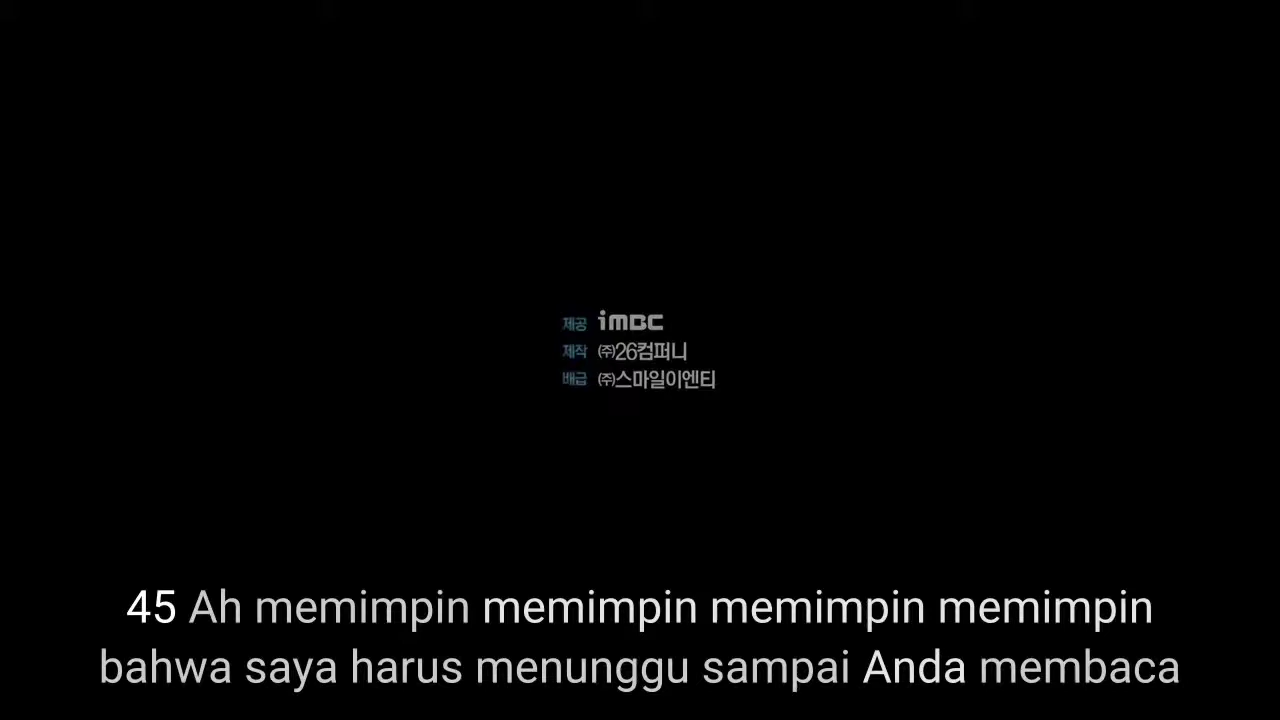 제공 iMBC
제작 ㈜26컴퍼니
배급 ㈜스마일이엔티
45 Ah memimpin memimpin memimpin memimpin
bahwa saya harus menunggu sampai Anda membaca